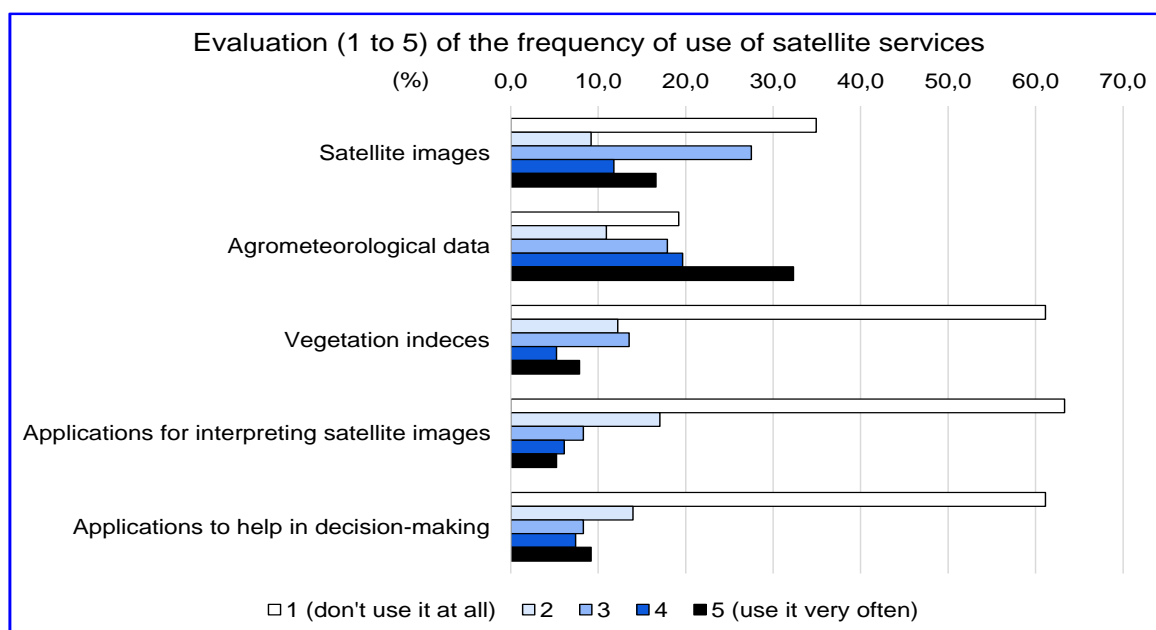 Evaluation (1 to 5) of the frequency of use of satellite services
(%) 0,0 10,0 20,0 30,0 40,0 50,0 60,0 70,0
Satellite images
Agrometeorological data
Vegetation indeces
Applications for interpreting satellite images
Applications to help in decision-making
1 (don't use it at all) 2 3 4 5 (use it very often)